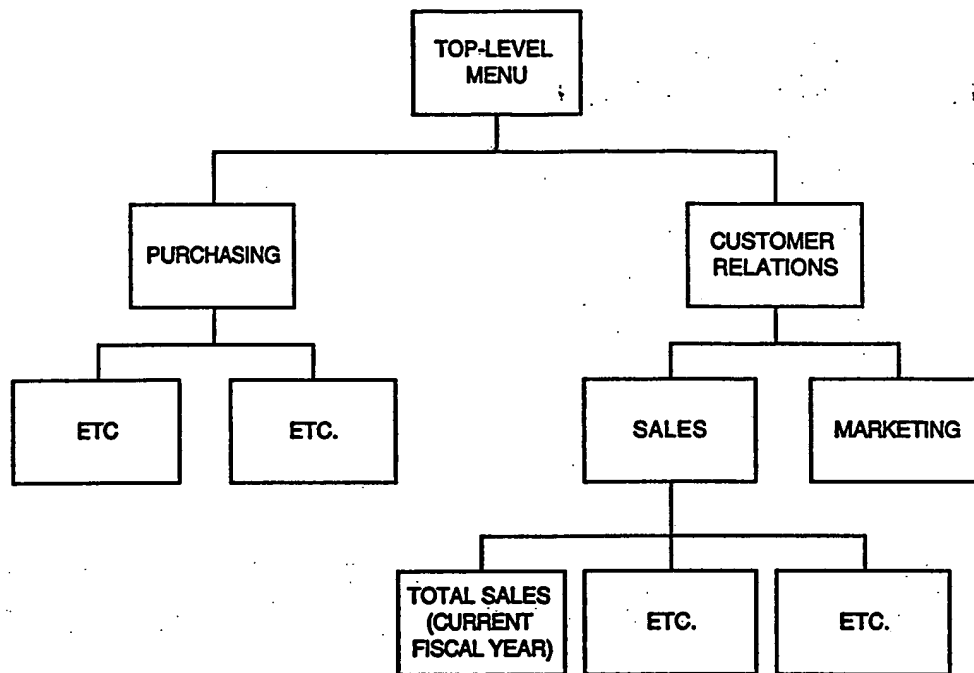 TOP-LEVEL
MENU
PURCHASING
CUSTOMER
RELATIONS
ETC
ETC.
SALES
MARKETING
TOTAL SALES
(CURRENT
FISCAL YEAR)
ETC.
ETC.